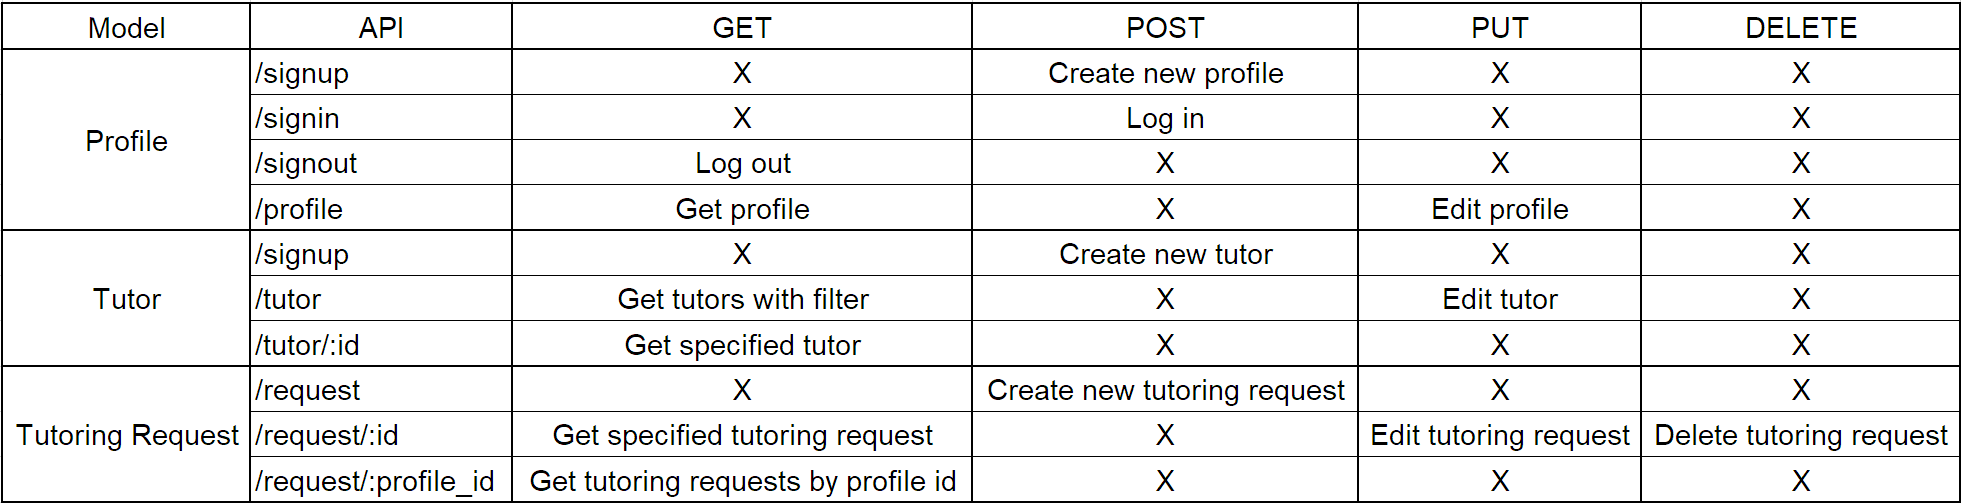 Model API GET POST PUT DELETE
Profile
/signup X Create new profile X X
/signin X Log in X X
/signout Log out X X X
/profile Get profile X Edit profile X
Tutor
/signup X Create new tutor X X
/tutor Get tutors with filter X Edit tutor X
/tutor/:id Get specified tutor X X X
Tutoring Request
/request X Create new tutoring request X X
/request/:id Get specified tutoring request X Edit tutoring request Delete tutoring request
/request/:profile_id Get tutoring requests by profile id X X X